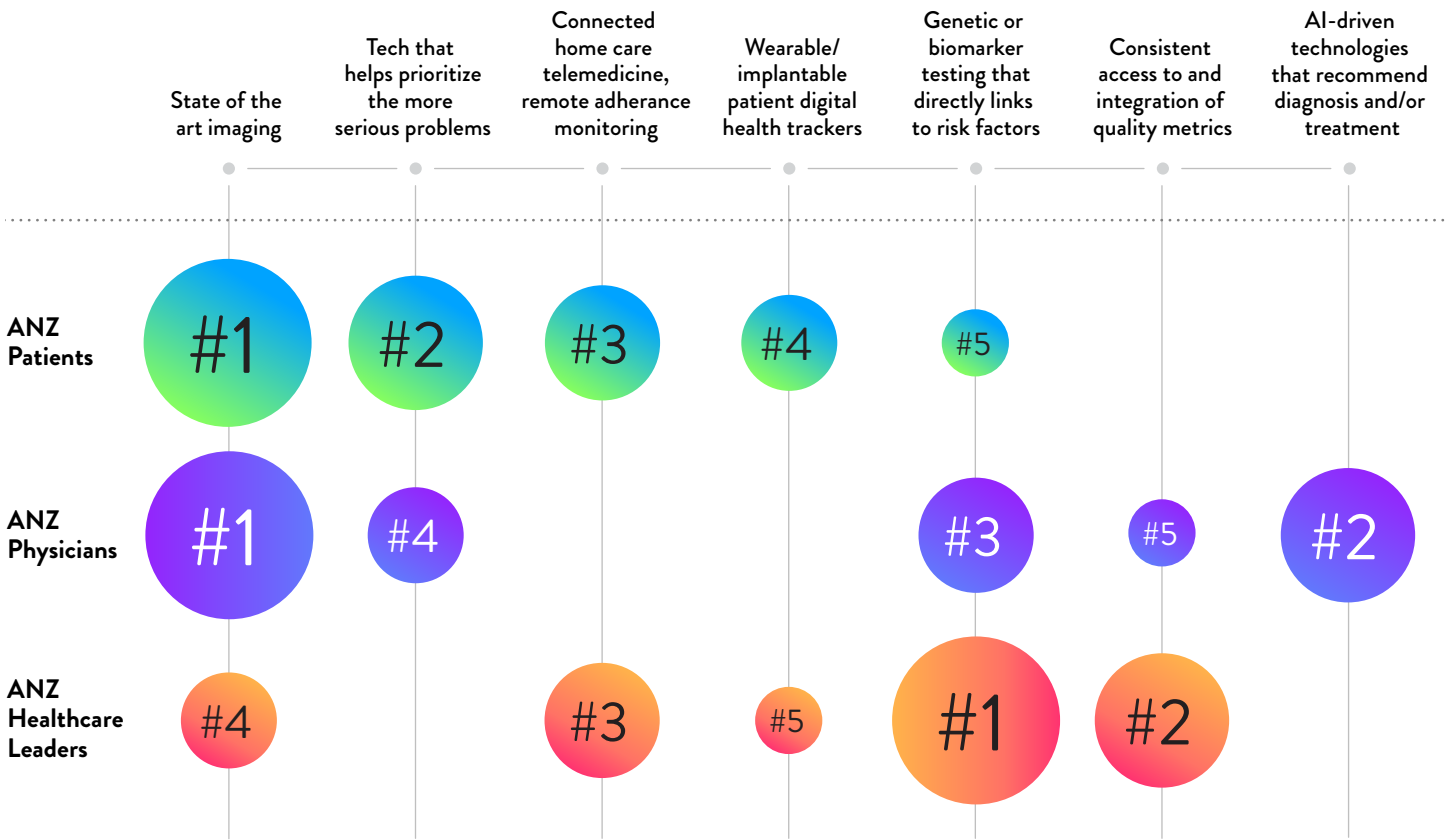 State of the
art imaging
Tech that
helps prioritize
the more
serious problems
Connected
home care
telemedicine,
remote adherance
monitoring
Wearable/
implantable
patient digital
health trackers
Genetic or
biomarker
testing that
directly links
to risk factors
Consistent
access to and
integration of
quality metrics
AI-driven
technologies
that recommend
diagnosis and/or
treatment
ANZ
Patients
#1
#2
#3
#4
#5
ANZ
Physicians
#1
#4
#3
#5
#2
ANZ
Healthcare
Leaders
#4
#3
#5
#1
#2